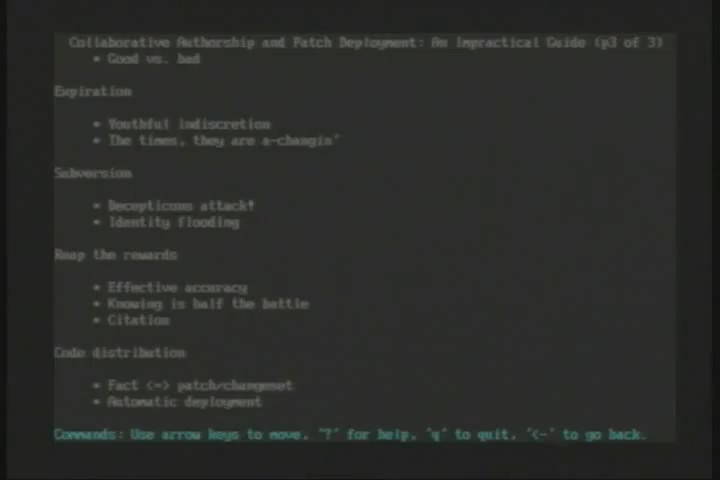 Collaborative Authorship and Patch Deployment: An Impractical Guide (p3 of 3)
* Good vs. bad
Expiration
* Youthful indiscretion
* The times, they are a-changin'
Subversion
* Decepticons attack!
* Identity flooding
Reap the rewards
* Effective accuracy
* Knowing is half the battle
* Citation
Code distribution
* Fact <-> patch/changeset
* Automatic deployment
Commands: Use arrow keys to move, '?' for help, 'q' to quit, '<-' to go back.